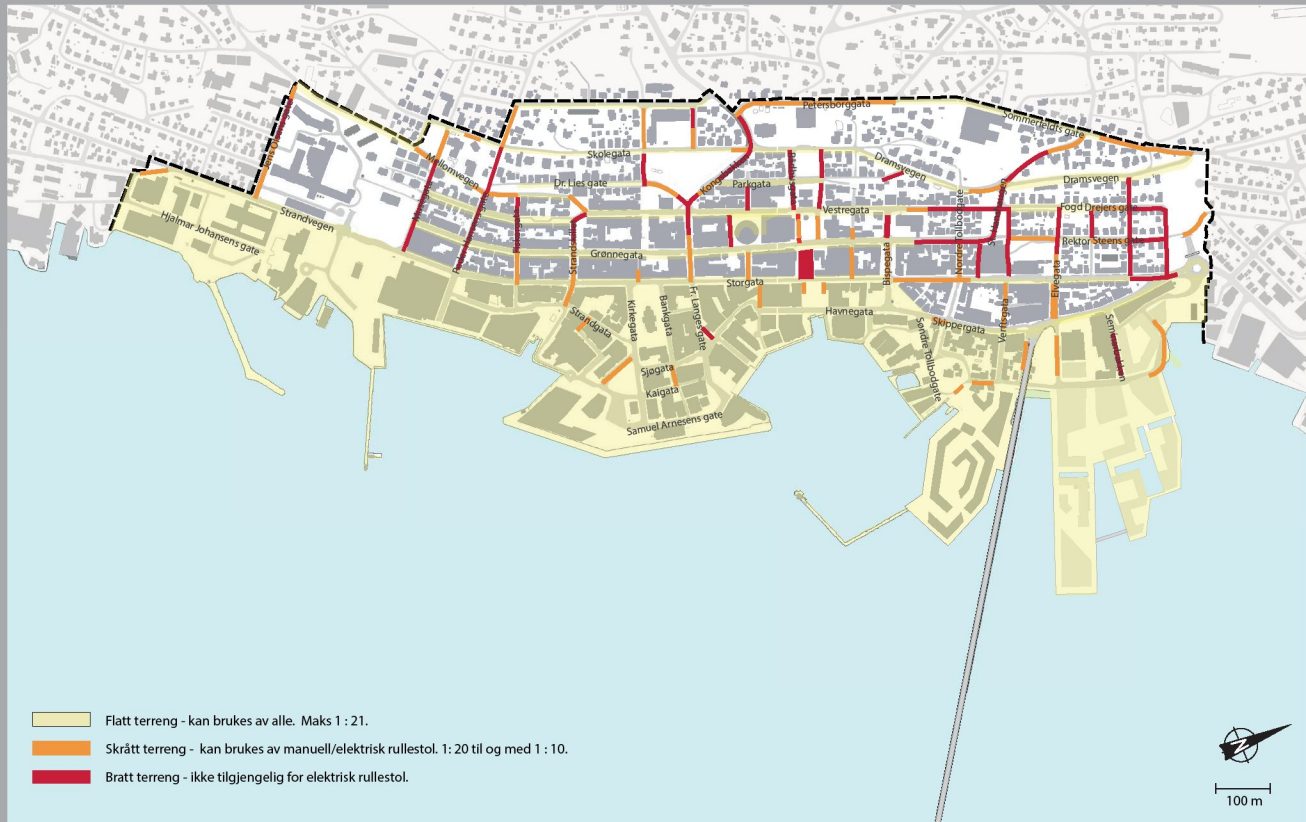 Petersborggata
Sommerfeldts gate
Skolegata
Mellomvegen
Dramsvegen
Dr. Lies gate
Parkgata
Dramsvegen
Vestregata
Fogd Dreiers gate
Hjalmar Johansens gate
Strandvegen
Grønnegata
Rektor Steens gate
Nordre Tollbodgate
Storgata
Bispegata
Elvegata
Kirkegata
Bankgata
Fr. Langes gate
Havnegata
Strandgata
Skippergata
Verftsgata
Sjøgata
Søndre Tollbodgate
Kaigata
Samuel Arnesens gate
Flatt terreng - kan brukes av alle. Maks 1 : 21.
Skrått terreng - kan brukes av manuell/elektrisk rullestol. 1: 20 til og med 1 : 10.
Bratt terreng - ikke tilgjengelig for elektrisk rullestol.
N
100 m